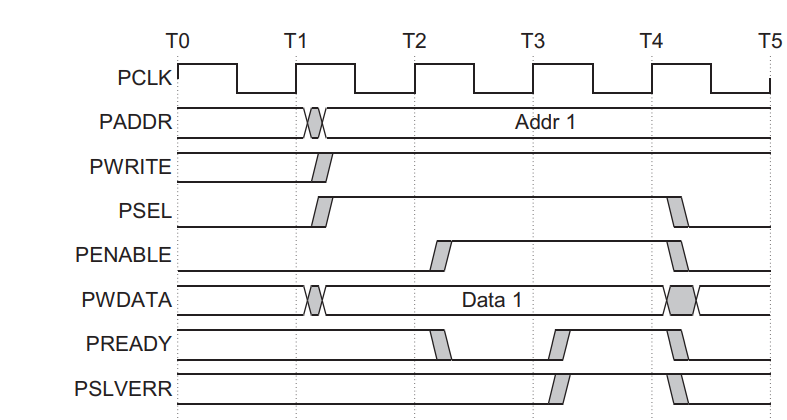 T0 T1 T2 T3 T4 T5
PCLK
PADDR Addr 1
PWRITE
PSEL
PENABLE
PWDATA Data 1
PREADY
PSLVERR